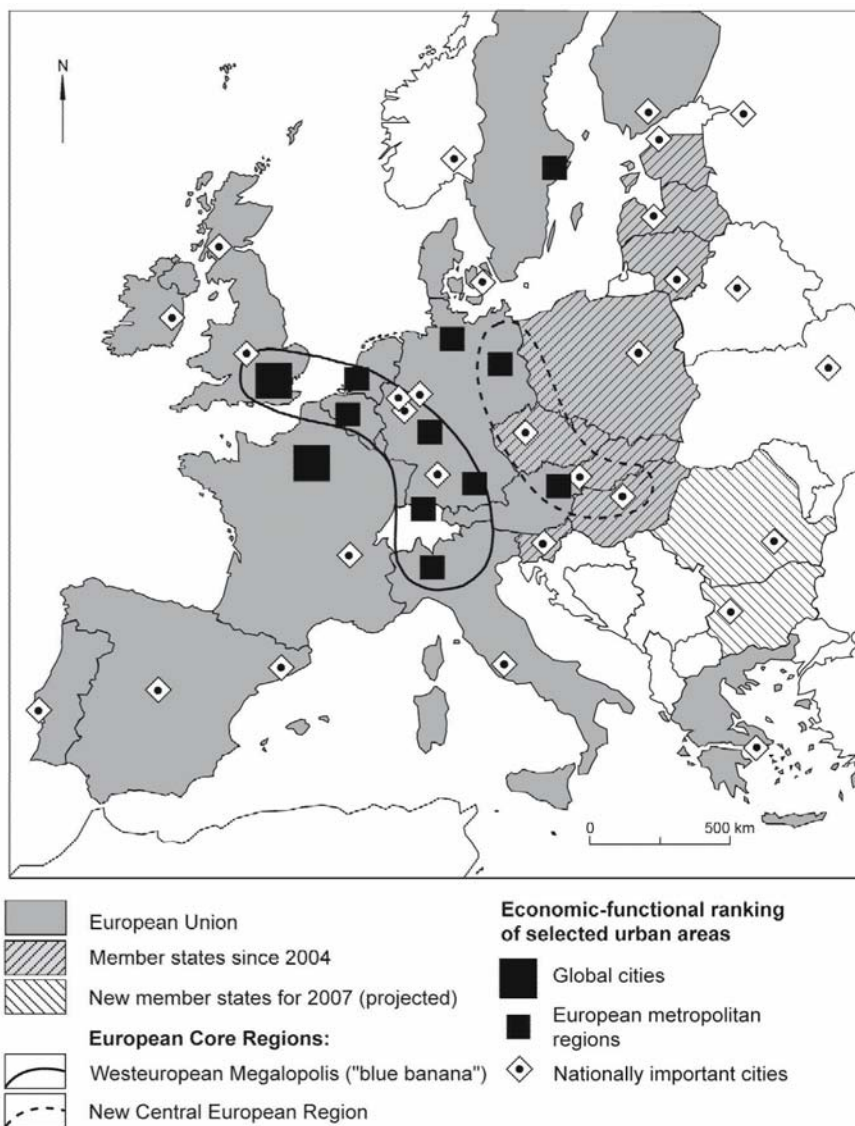 N
0 500 km
European Union
Member states since 2004
New member states for 2007 (projected)
European Core Regions:
Westeuropean Megalopolis ("blue banana")
New Central European Region
Economic-functional ranking
of selected urban areas
Global cities
European metropolitan
regions
Nationally important cities